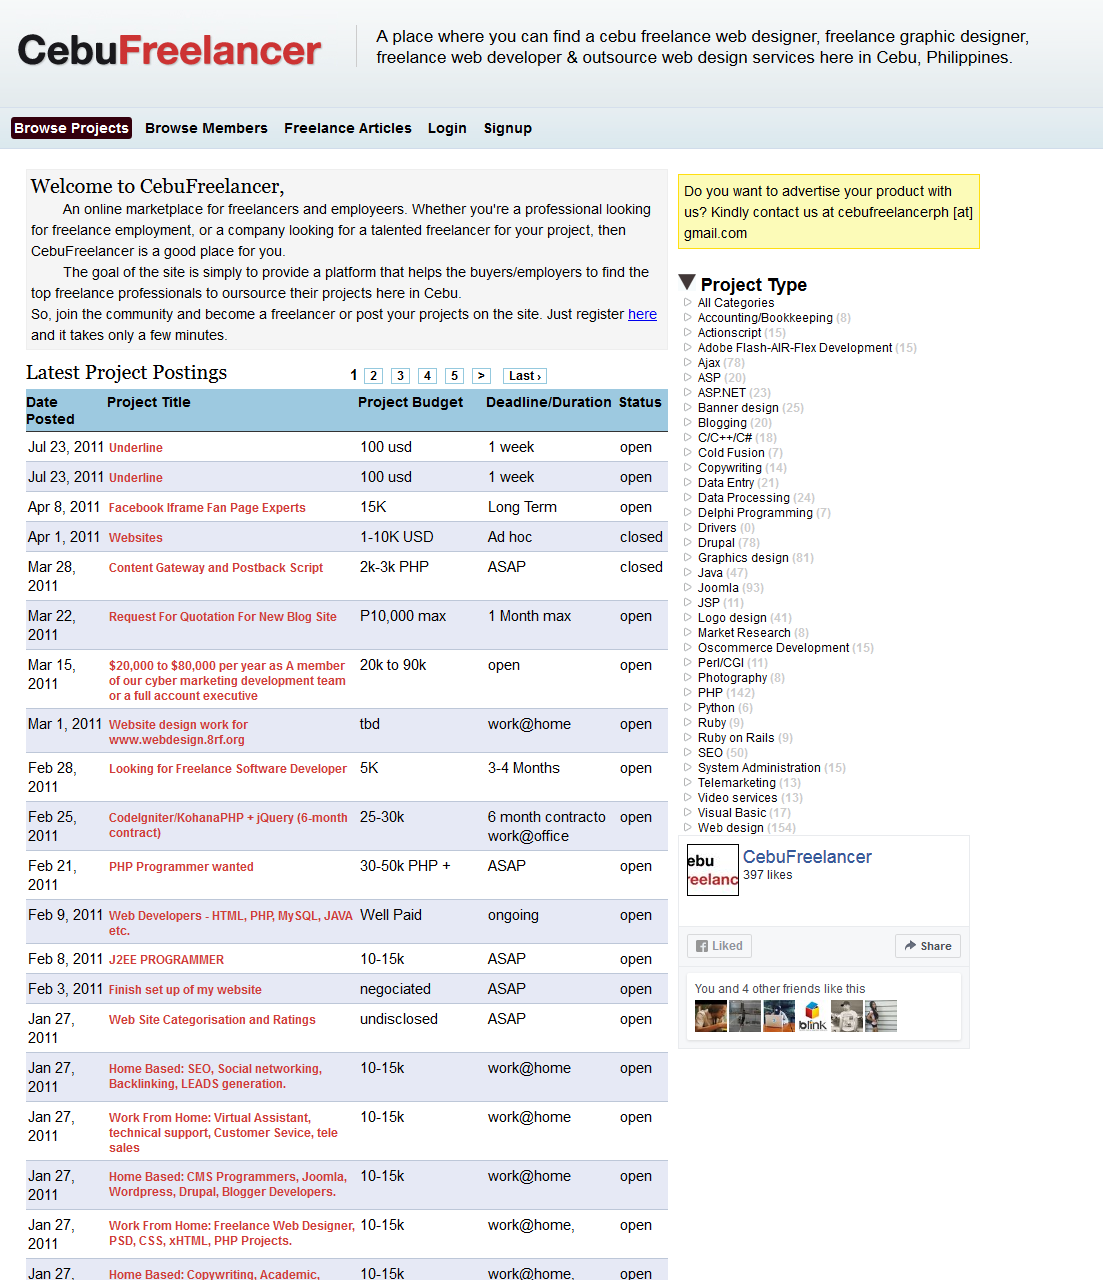 CebuFreelancer
A place where you can find a cebu freelance web designer, freelance graphic designer,
freelance web developer & outsource web design services here in Cebu, Philippines.
Browse Projects Browse Members Freelance Articles Login Signup
Welcome to CebuFreelancer,
An online marketplace for freelancers and employeers. Whether you're a professional looking
for freelance employment, or a company looking for a talented freelancer for your project, then
CebuFreelancer is a good place for you.
The goal of the site is simply to provide a platform that helps the buyers/employers to find the
top freelance professionals to oursource their projects here in Cebu.
So, join the community and become a freelancer or post your projects on the site. Just register here
and it takes only a few minutes.
Latest Project Postings 1 2 3 4 5 > Last ›
Date Project Title Project Budget Deadline/Duration Status
Posted
Jul 23, 2011 Underline 100 usd 1 week open
Jul 23, 2011 Underline 100 usd 1 week open
Apr 8, 2011 Facebook Iframe Fan Page Experts 15K Long Term open
Apr 1, 2011 Websites 1-10K USD Ad hoc closed
Mar 28, Content Gateway and Postback Script 2k-3k PHP ASAP closed
2011
Mar 22, Request For Quotation For New Blog Site P10,000 max 1 Month max open
2011
Mar 15, $20,000 to $80,000 per year as A member 20k to 90k open open
2011 of our cyber marketing development team
or a full account executive
Mar 1, 2011 Website design work for tbd work@home open
www.webdesign.8rf.org
Feb 28, Looking for Freelance Software Developer 5K 3-4 Months open
2011
Feb 25, CodeIgniter/KohanaPHP + jQuery (6-month 25-30k 6 month contracto open
2011 contract) work@office
Feb 21, PHP Programmer wanted 30-50k PHP + ASAP open
2011
Feb 9, 2011 Web Developers - HTML, PHP, MySQL, JAVA Well Paid ongoing open
etc.
Feb 8, 2011 J2EE PROGRAMMER 10-15k ASAP open
Feb 3, 2011 Finish set up of my website negociated ASAP open
Jan 27, Web Site Categorisation and Ratings undisclosed ASAP open
2011
Jan 27, Home Based: SEO, Social networking, 10-15k work@home open
2011 Backlinking, LEADS generation.
Jan 27, Work From Home: Virtual Assistant, 10-15k work@home open
2011 technical support, Customer Sevice, tele
sales
Jan 27, Home Based: CMS Programmers, Joomla, 10-15k work@home open
2011 Wordpress, Drupal, Blogger Developers.
Jan 27, Work From Home: Freelance Web Designer, 10-15k work@home, open
2011 PSD, CSS, xHTML, PHP Projects.
Jan 27, Home Based: Copywriting, Academic, 10-15k work@home, open
Do you want to advertise your product with
us? Kindly contact us at cebufreelancerph [at]
gmail.com
Project Type
All Categories
Accounting/Bookkeeping (8)
Actionscript (15)
Adobe Flash-AIR-Flex Development (15)
Ajax (78)
ASP (20)
ASP.NET (23)
Banner design (25)
Blogging (20)
C/C++/C# (18)
Cold Fusion (7)
Copywriting (14)
Data Entry (21)
Data Processing (24)
Delphi Programming (7)
Drivers (0)
Drupal (78)
Graphics design (81)
Java (47)
Joomla (93)
JSP (11)
Logo design (41)
Market Research (8)
Oscommerce Development (15)
Perl/CGI (11)
Photography (8)
PHP (142)
Python (6)
Ruby (9)
Ruby on Rails (9)
SEO (50)
System Administration (15)
Telemarketing (13)
Video services (13)
Visual Basic (17)
Web design (154)
ebu
reelanc
CebuFreelancer
397 likes
Liked Share
You and 4 other friends like this
blink